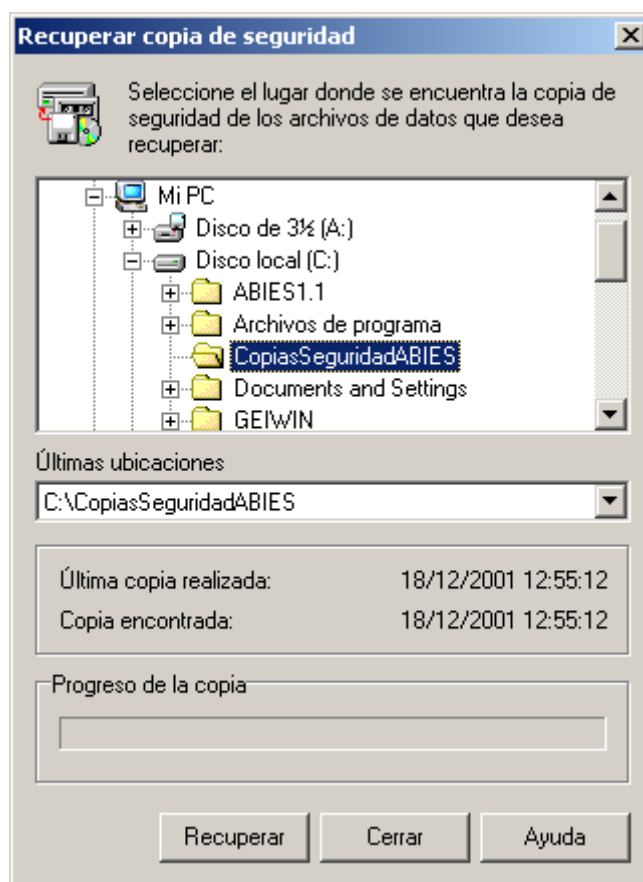 Recuperar copia de seguridad
Seleccione el lugar donde se encuentra la copia de
seguridad de los archivos de datos que desea
recuperar:
Mi PC
Disco de 3½ (A:)
Disco local (C:)
ABIES1.1
Archivos de programa
CopiasSeguridadABIES
Documents and Settings
GEIWIN
Últimas ubicaciones
C:\CopiasSeguridadABIES
Última copia realizada: 18/12/2001 12:55:12
Copia encontrada: 18/12/2001 12:55:12
Progreso de la copia
Recuperar Cerrar Ayuda